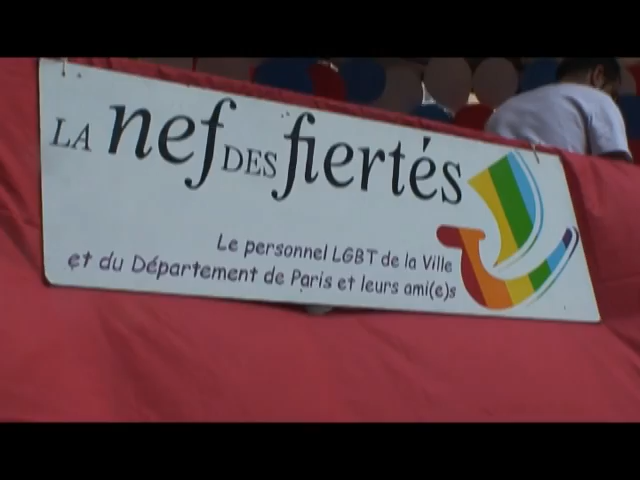 LA nef DES fiertés
Le personnel LGBT de la Ville
et du Département de Paris et leurs ami(e)s